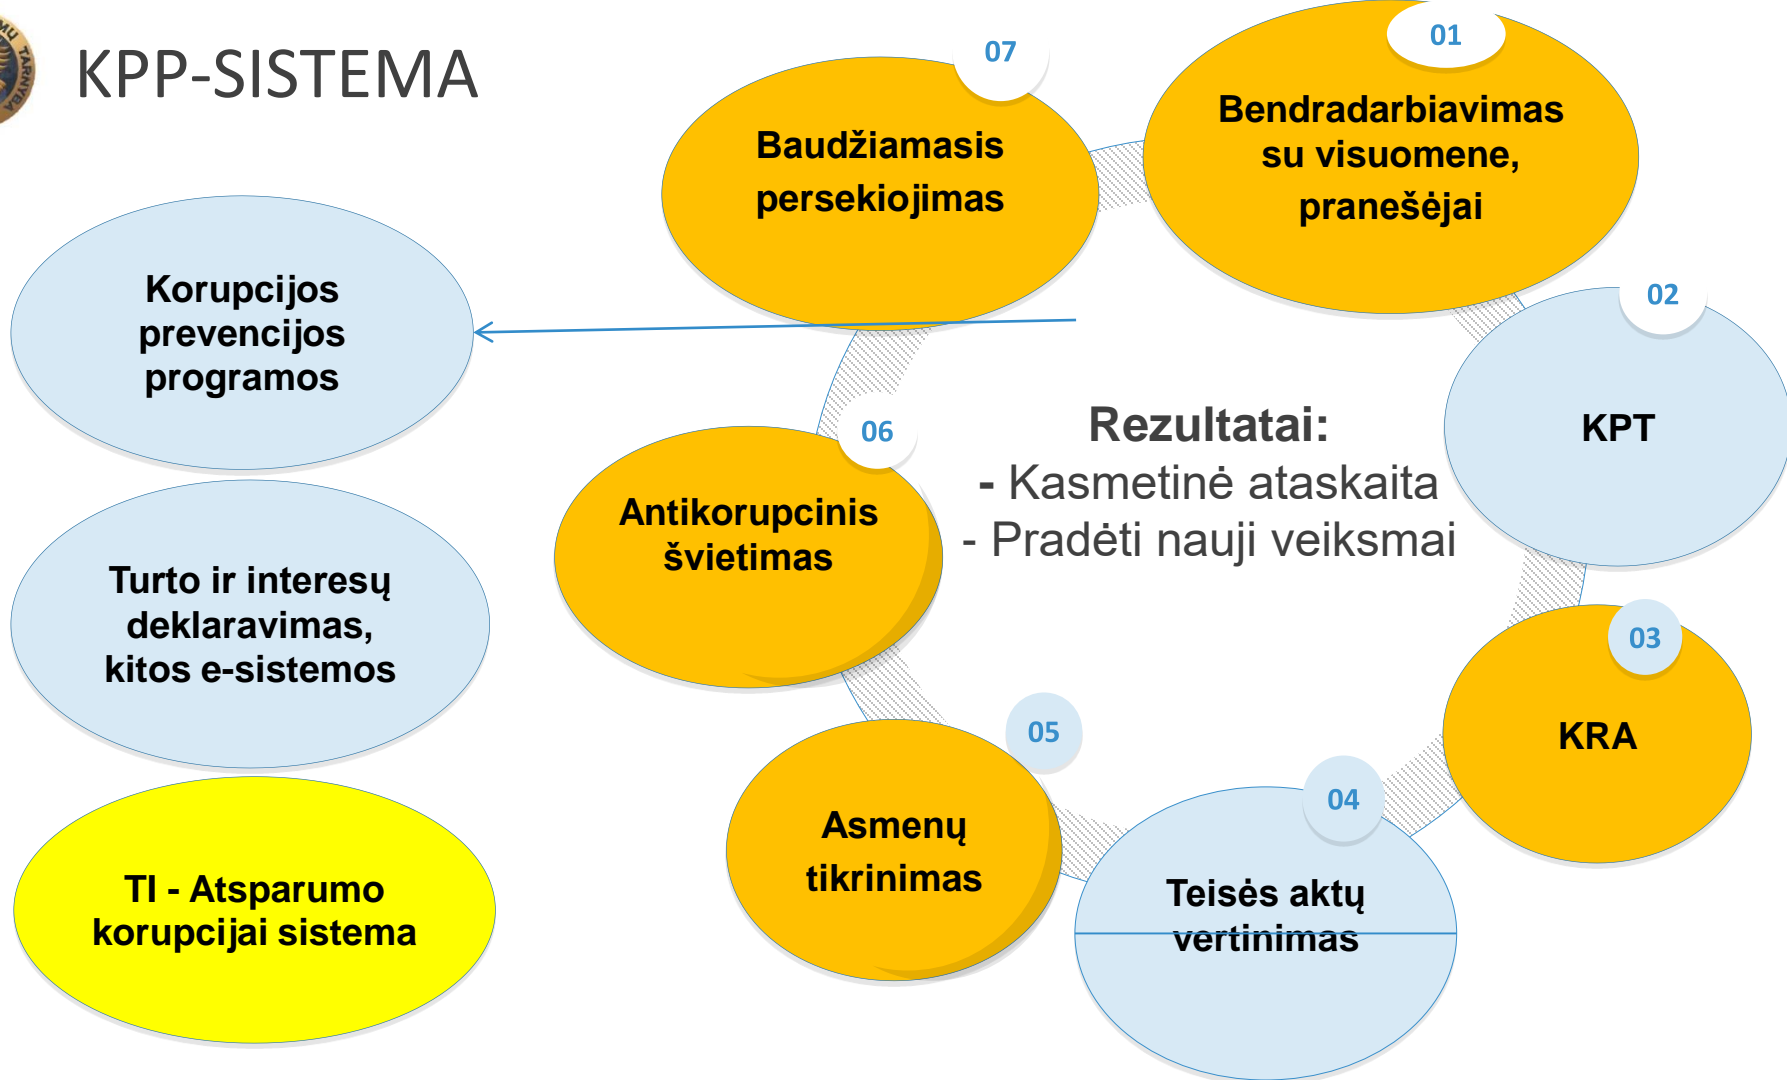 MŲ TARNYBA
KPP-SISTEMA
01
Bendradarbiavimas
su visuomene,
pranešėjai
02
KPT
03
KRA
04
Teisės aktų
vertinimas
05
Asmenų
tikrinimas
06
Antikorupcinis
švietimas
07
Baudžiamasis
persekiojimas
Rezultatai:
- Kasmetinė ataskaita
- Pradėti nauji veiksmai
Korupcijos
prevencijos
programos
Turto ir interesų
deklaravimas,
kitos e-sistemos
TI - Atsparumo
korupcijai sistema